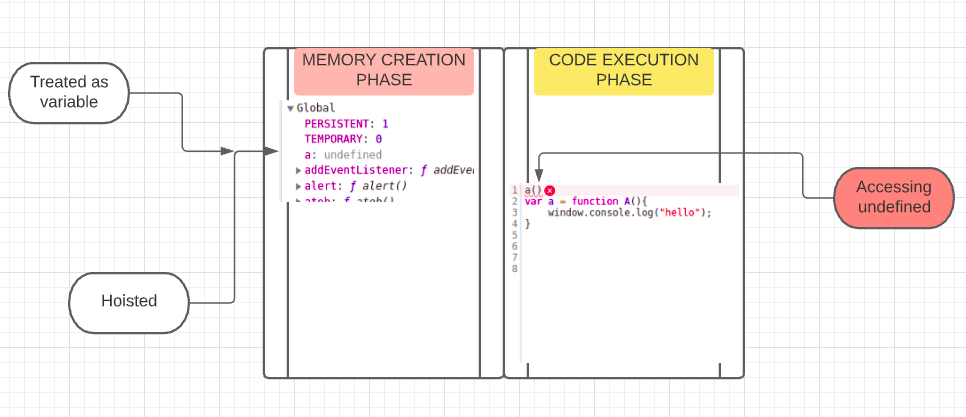 MEMORY CREATION
PHASE
CODE EXECUTION
PHASE
Treated as
variable
Global
PERSISTENT: 1
TEMPORARY: 0
a: undefined
addEventListener: ƒ addEve
alert: ƒ alert()
atob: ƒ atob()
Accessing
undefined
1 a()
2 var a = function A(){
3 window.console.log("hello");
4 }
5
6
7
8
Hoisted